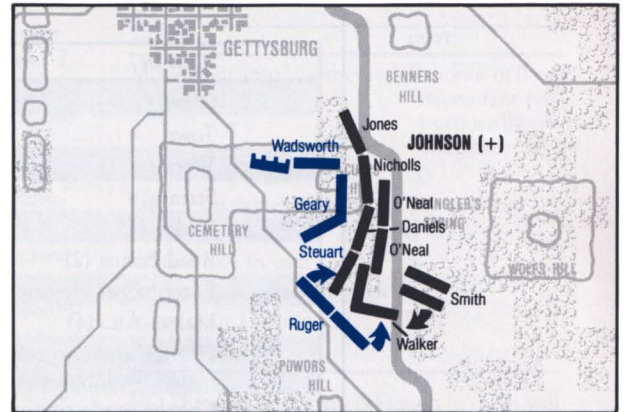 GETTYSBURG
BENNERS
HILL
Jones
JOHNSON (+)
Wadsworth
Nicholls
O'Neal
Geary
SPRING
Daniels
CEMETERY
HILL
O'Neal
Steuart
WOLFS HILL
Smith
Ruger
Walker
POWORS
HILL